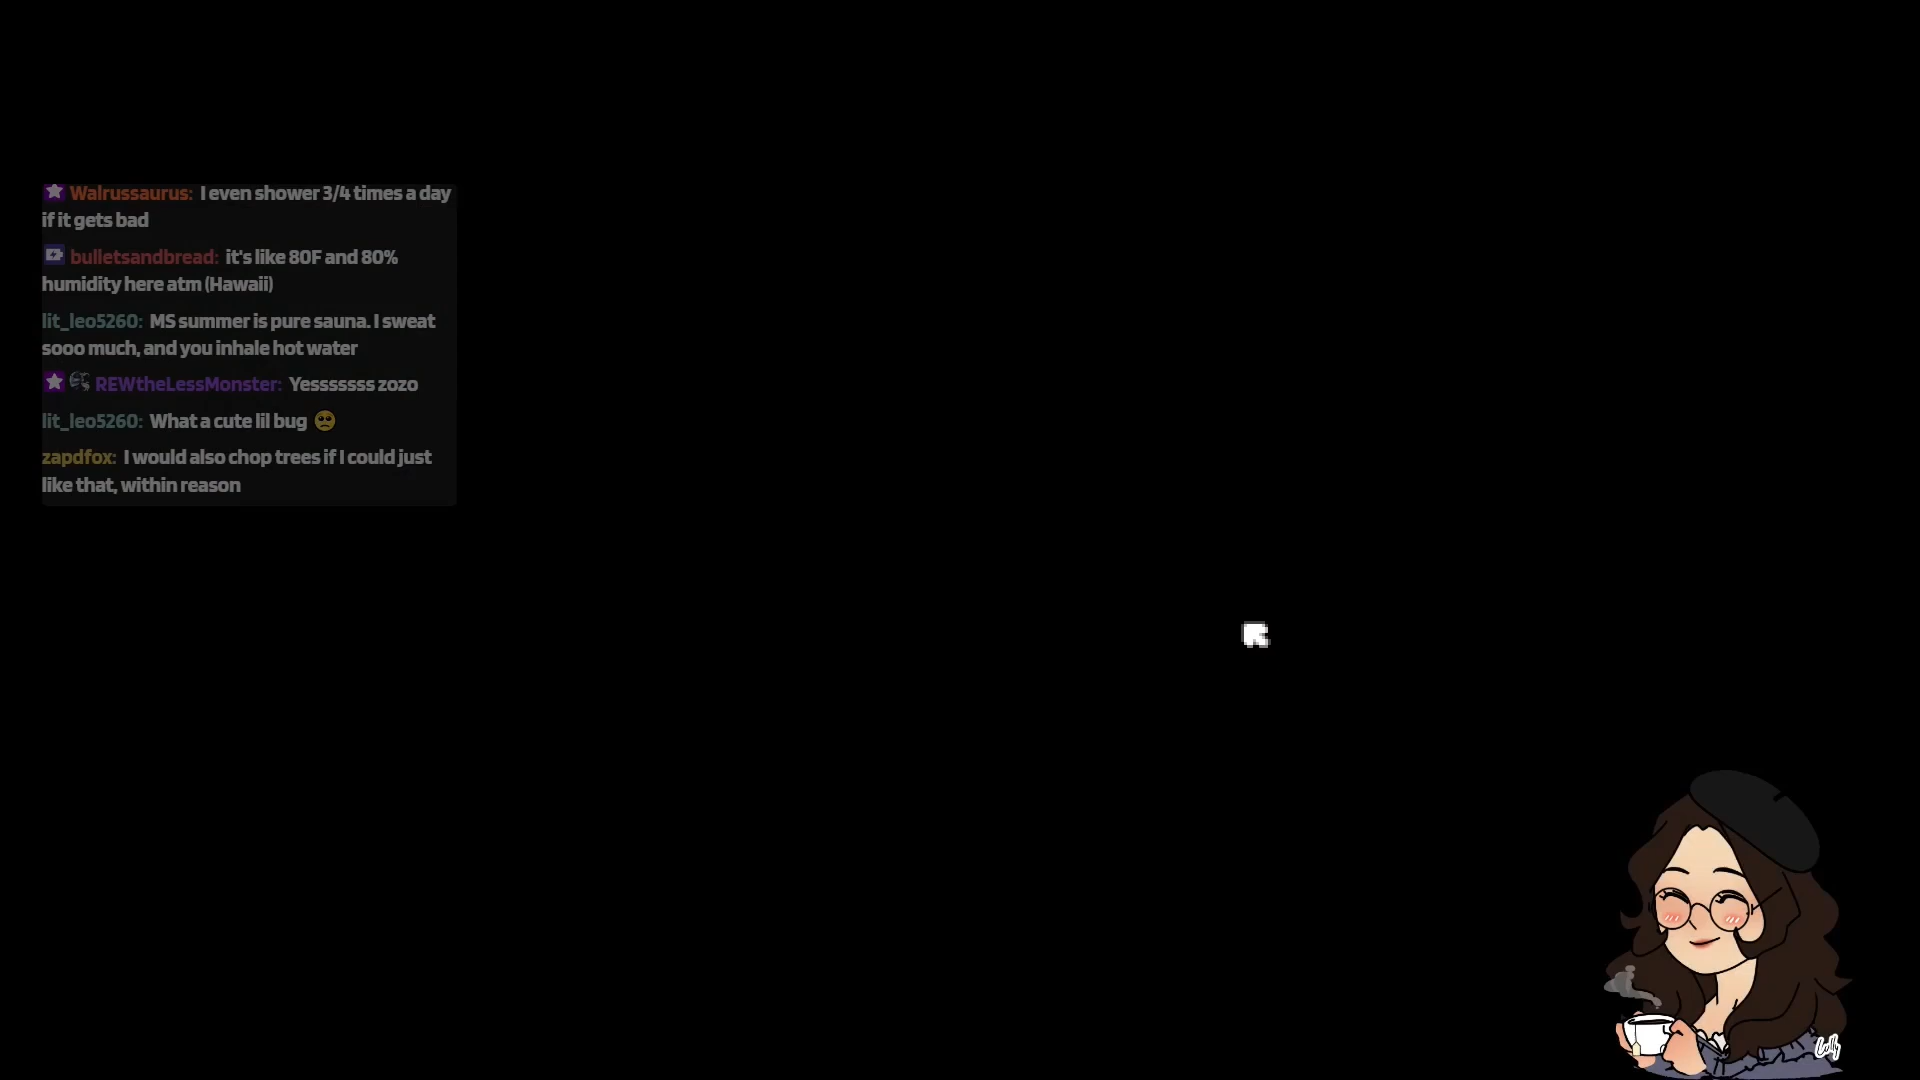 Walrussaurus: I even shower 3/4 times a day
if it gets bad
bulletsandbread: it's like 80F and 80%
humidity here atm (Hawaii)
lit_leo5260: MS summer is pure sauna. I sweat
sooo much, and you inhale hot water
REWtheLessMonster: Yesssssss zozo
lit_leo5260: What a cute lil bug 🥺
zapdfox: I would also chop trees if I could just
like that, within reason